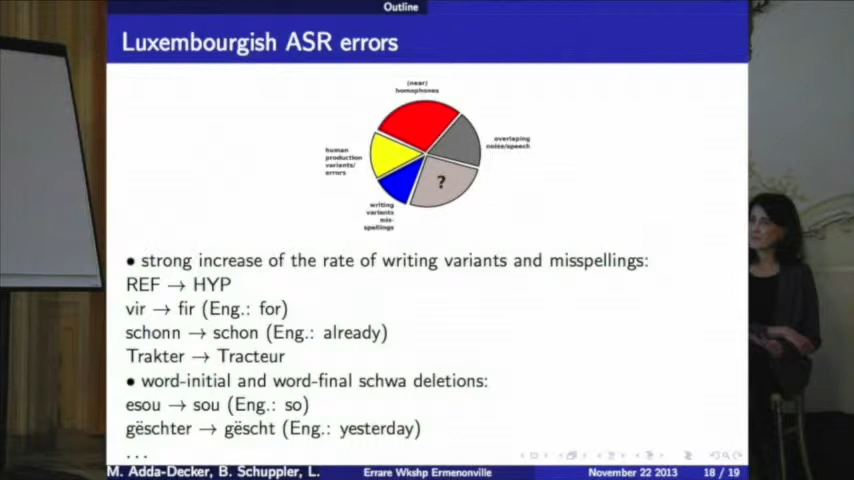 Outline
Luxembourgish ASR errors
(near)
homophones
overlaping
noise/speech
human
production
variants/
errors
?
writing
variants
mis-
spellings
• strong increase of the rate of writing variants and misspellings:
REF → HYP
vir → fir (Eng.: for)
schonn → schon (Eng.: already)
Trakter → Tracteur
• word-initial and word-final schwa deletions:
esou → sou (Eng.: so)
gëschter → gëscht (Eng.: yesterday)
...
M. Adda-Decker, B. Schuppler, L. Errare Wkshp Ermenonville November 22 2013 18 / 19